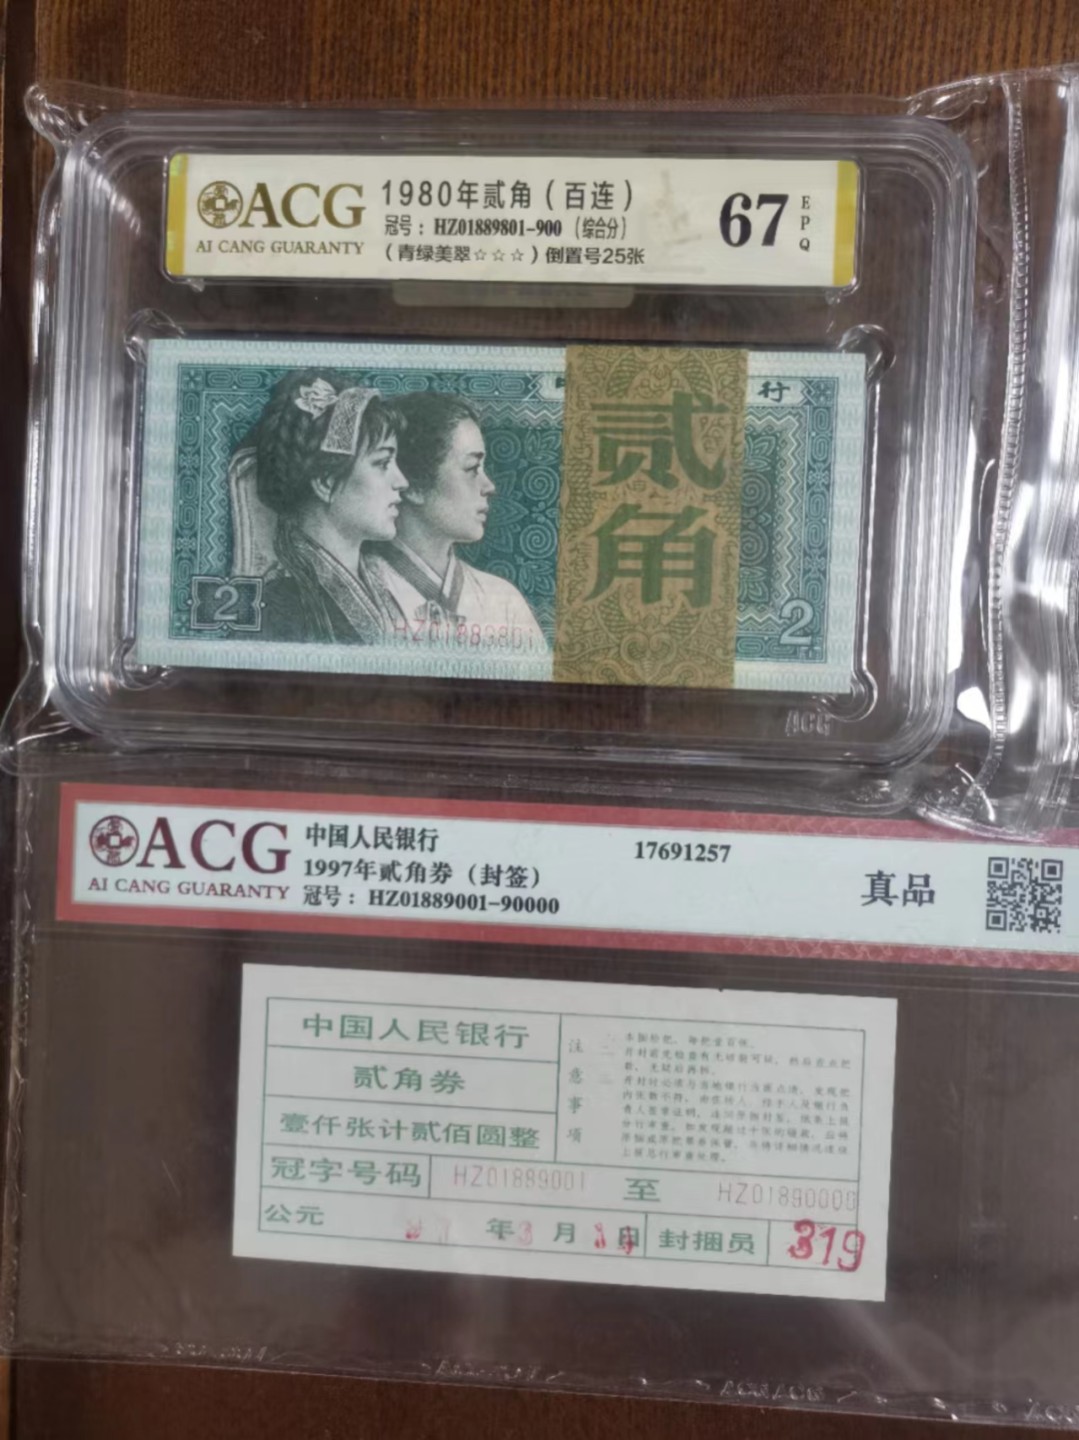 ACG
AI CANG GUARANTY
1980年贰角（百连）
冠号：HZ01889801-900（综合分）
（青绿美翠☆☆☆）倒置号25张
67
EPQ
行
贰角
2
HZ01889801
2
ACG
ACG
AI CANG GUARANTY
中国人民银行
1997年贰角券（封签）
冠号：HZ01889001-90000
17691257
真品
中国人民银行
贰角券
壹仟张计贰佰圆整
冠字号码
HZ01889001 至 HZ01890000
公元
年 月 日
封捆员
319
注意事项